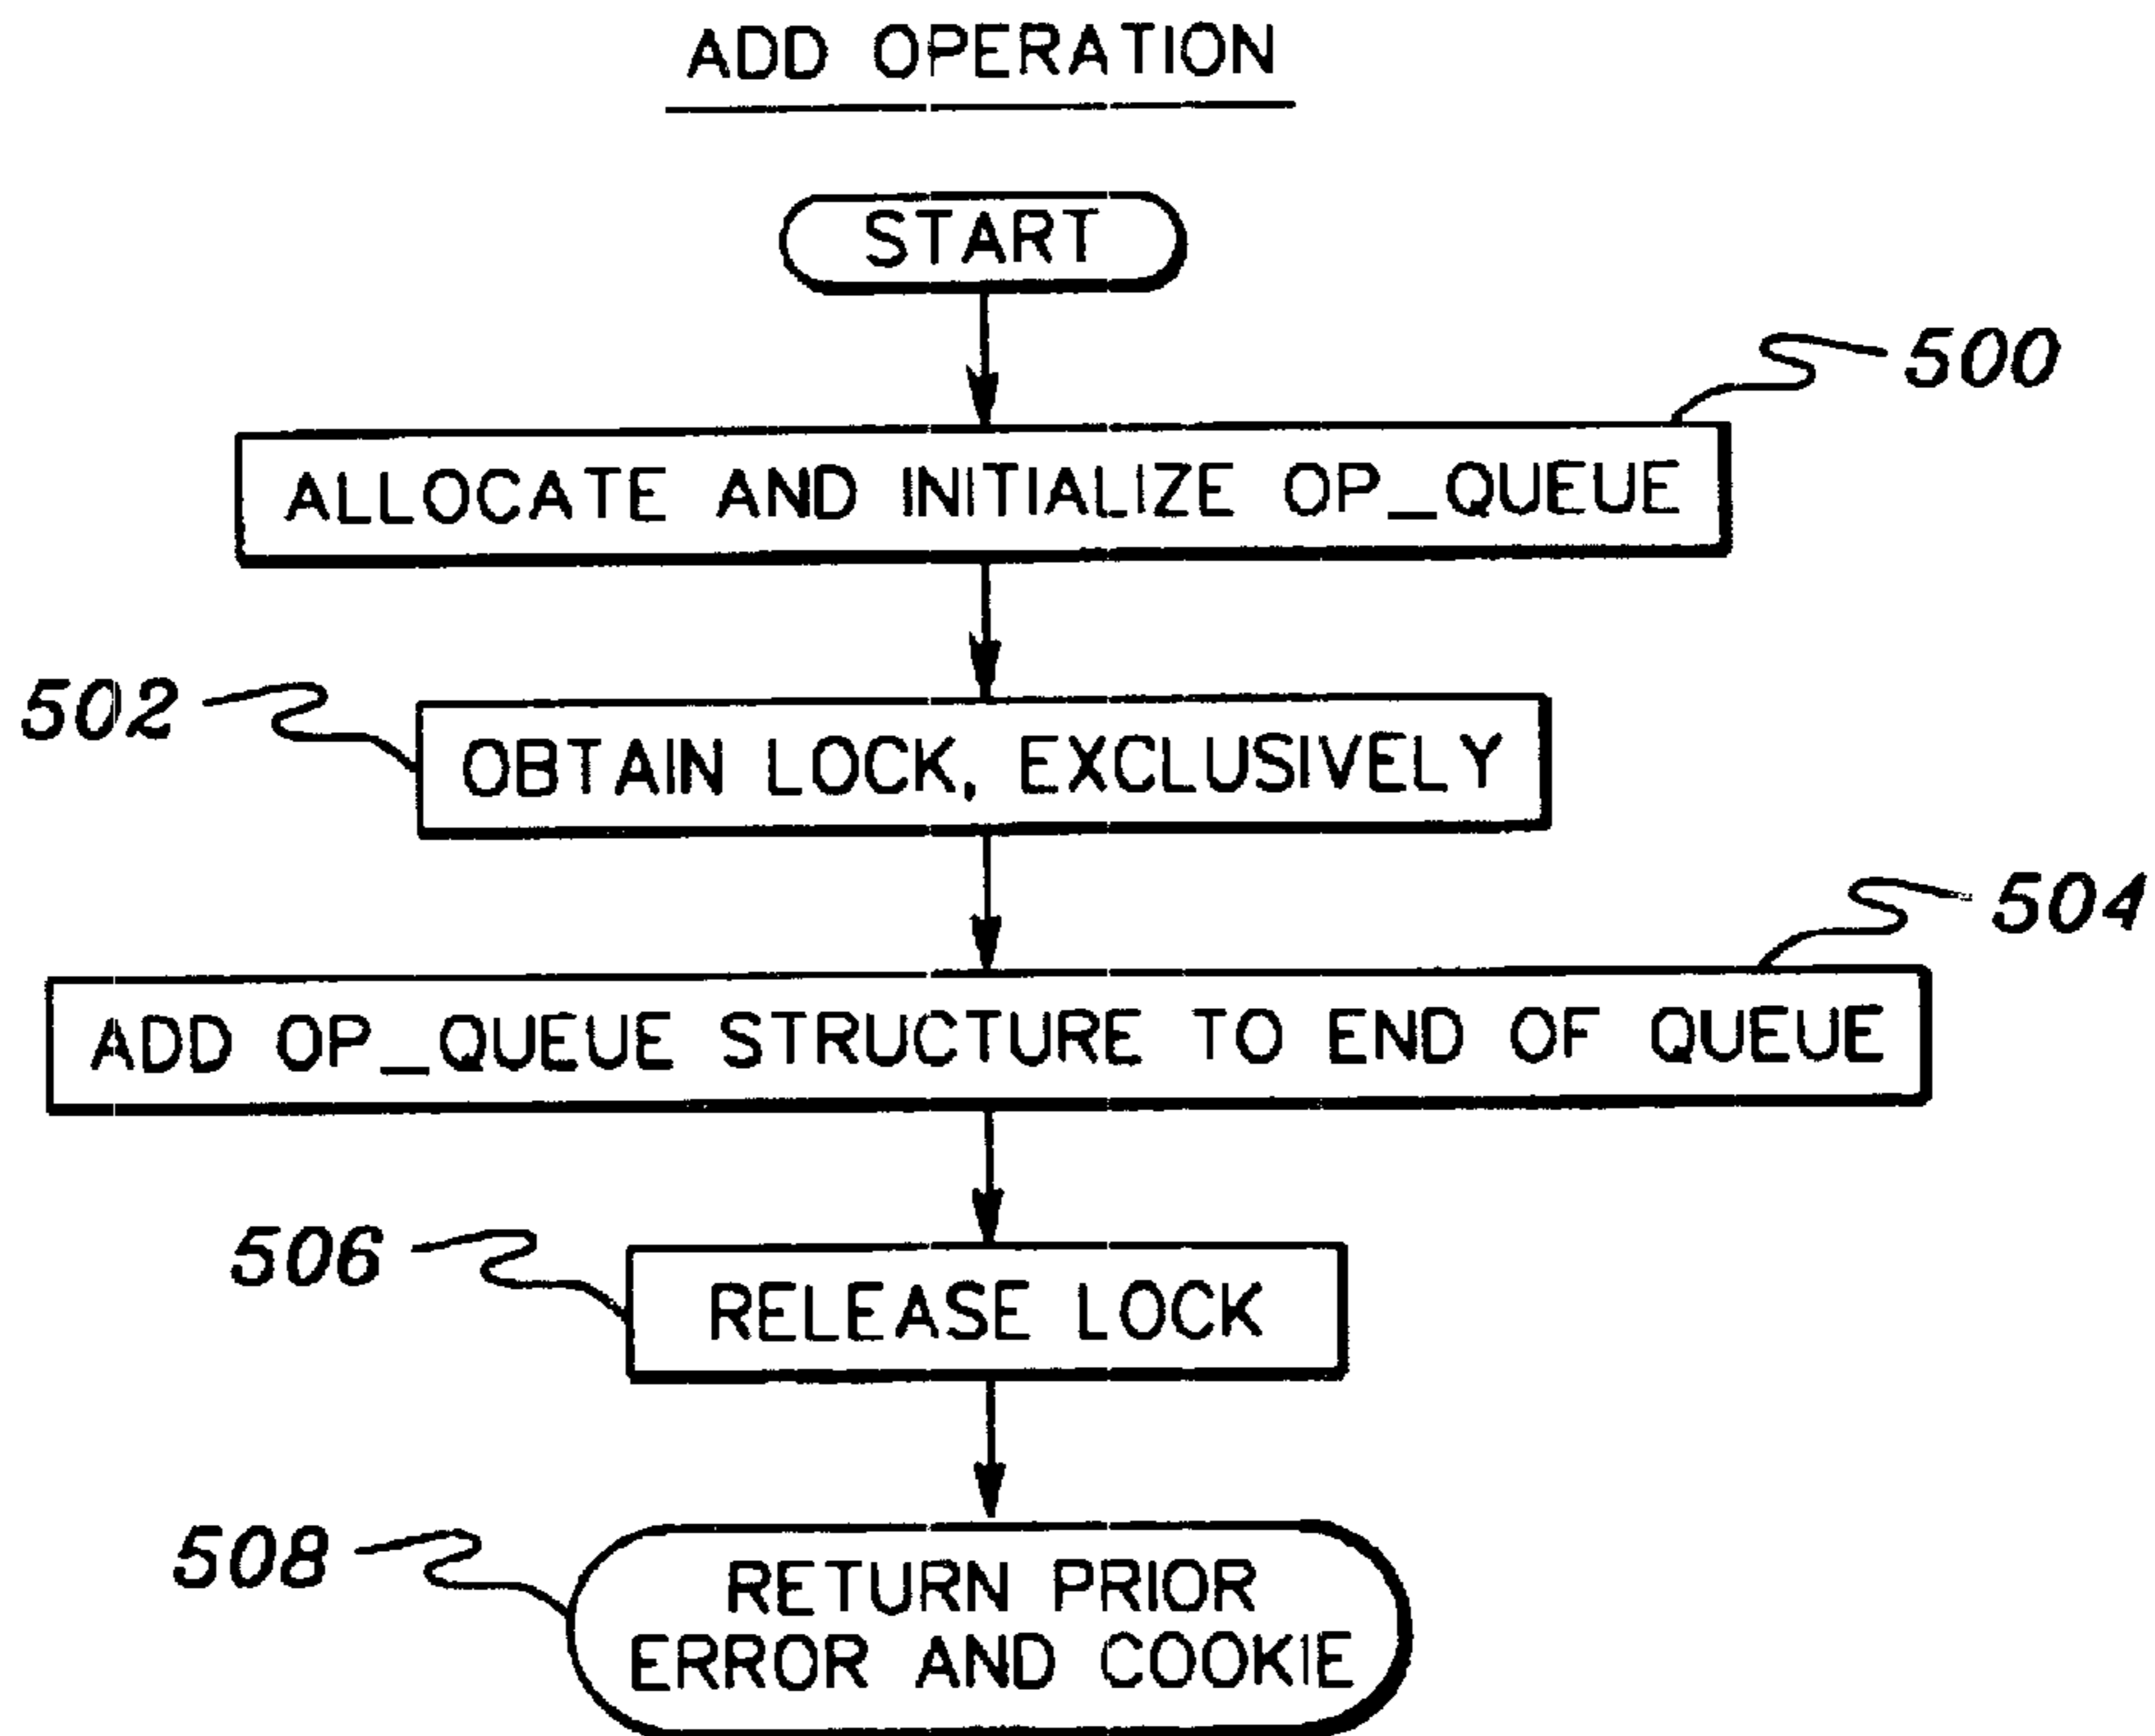 ADD OPERATION
START
500
ALLOCATE AND INITIALIZE OP_QUEUE
502
OBTAIN LOCK, EXCLUSIVELY
504
ADD OP_QUEUE STRUCTURE TO END OF QUEUE
506
RELEASE LOCK
508
RETURN PRIOR
ERROR AND COOKIE